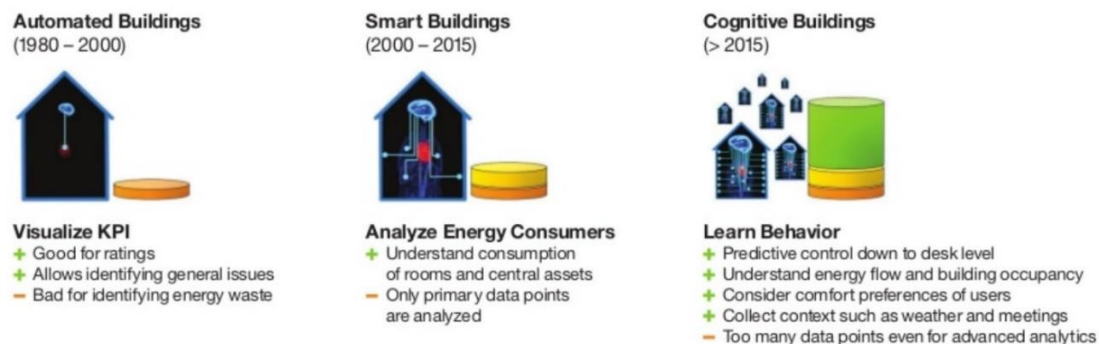 Automated Buildings
(1980 – 2000)
Visualize KPI
+ Good for ratings
+ Allows identifying general issues
− Bad for identifying energy waste
Smart Buildings
(2000 – 2015)
Analyze Energy Consumers
+ Understand consumption
of rooms and central assets
− Only primary data points
are analyzed
Cognitive Buildings
(> 2015)
Learn Behavior
+ Predictive control down to desk level
+ Understand energy flow and building occupancy
+ Consider comfort preferences of users
+ Collect context such as weather and meetings
− Too many data points even for advanced analytics